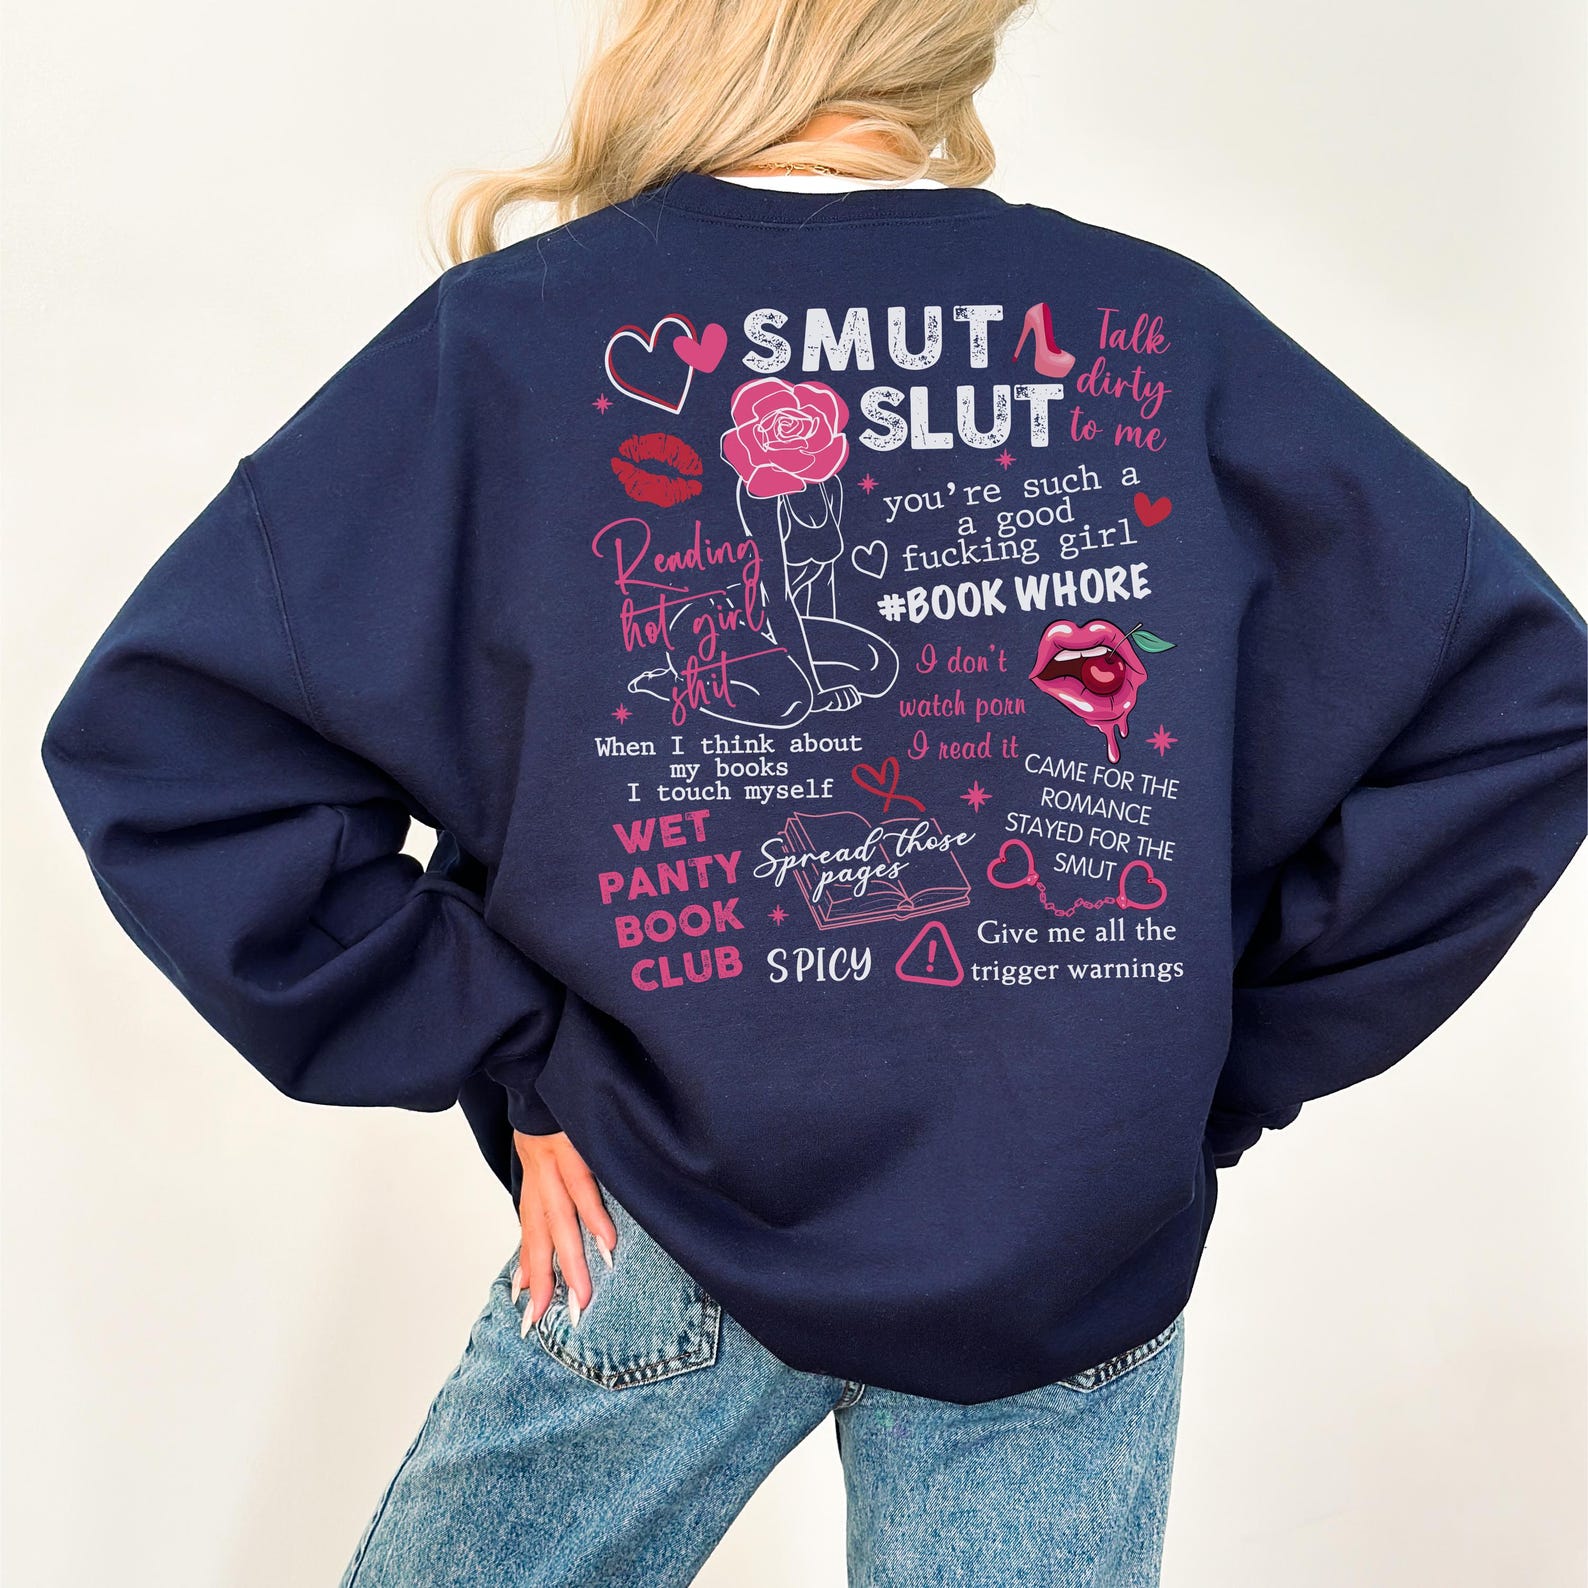 SMUT
SLUT
Talk
dirty
to me
you're such a
a good
fucking girl
#BOOK WHORE
Reading
hot girl
shit
I don't
watch porn
I read it
When I think about
my books
I touch myself
CAME FOR THE
ROMANCE
STAYED FOR THE
SMUT
WET
PANTY
BOOK
CLUB
Spread those
pages
SPICY
Give me all the
trigger warnings